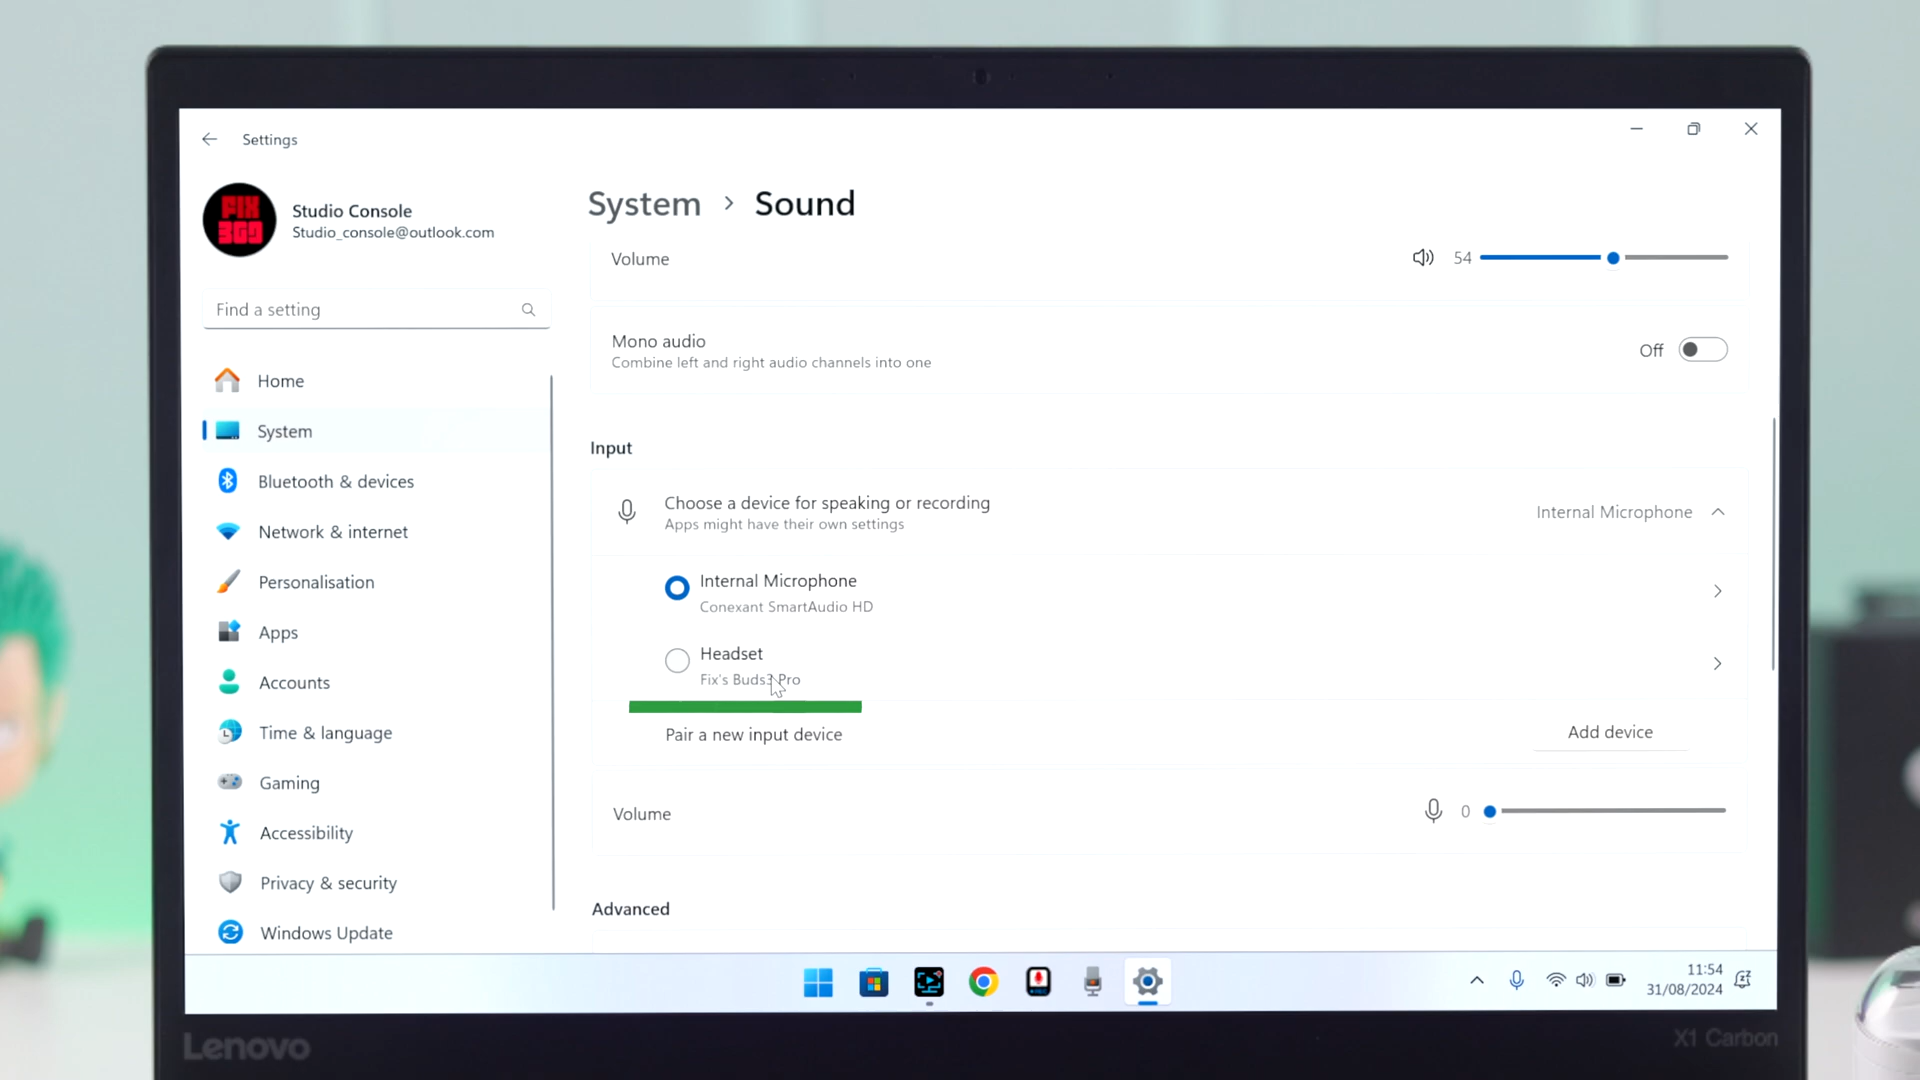 Settings
FIX
369
Studio Console
Studio_console@outlook.com
Find a setting
Home
System
Bluetooth & devices
Network & internet
Personalisation
Apps
Accounts
Time & language
Gaming
Accessibility
Privacy & security
Windows Update
System > Sound
Volume
54
Mono audio
Combine left and right audio channels into one
Off
Input
Choose a device for speaking or recording
Apps might have their own settings
Internal Microphone
Internal Microphone
Conexant SmartAudio HD
Headset
Fix's Buds3 Pro
Pair a new input device
Add device
Volume
0
Advanced
11:54
31/08/2024
Lenovo
X1 Carbon